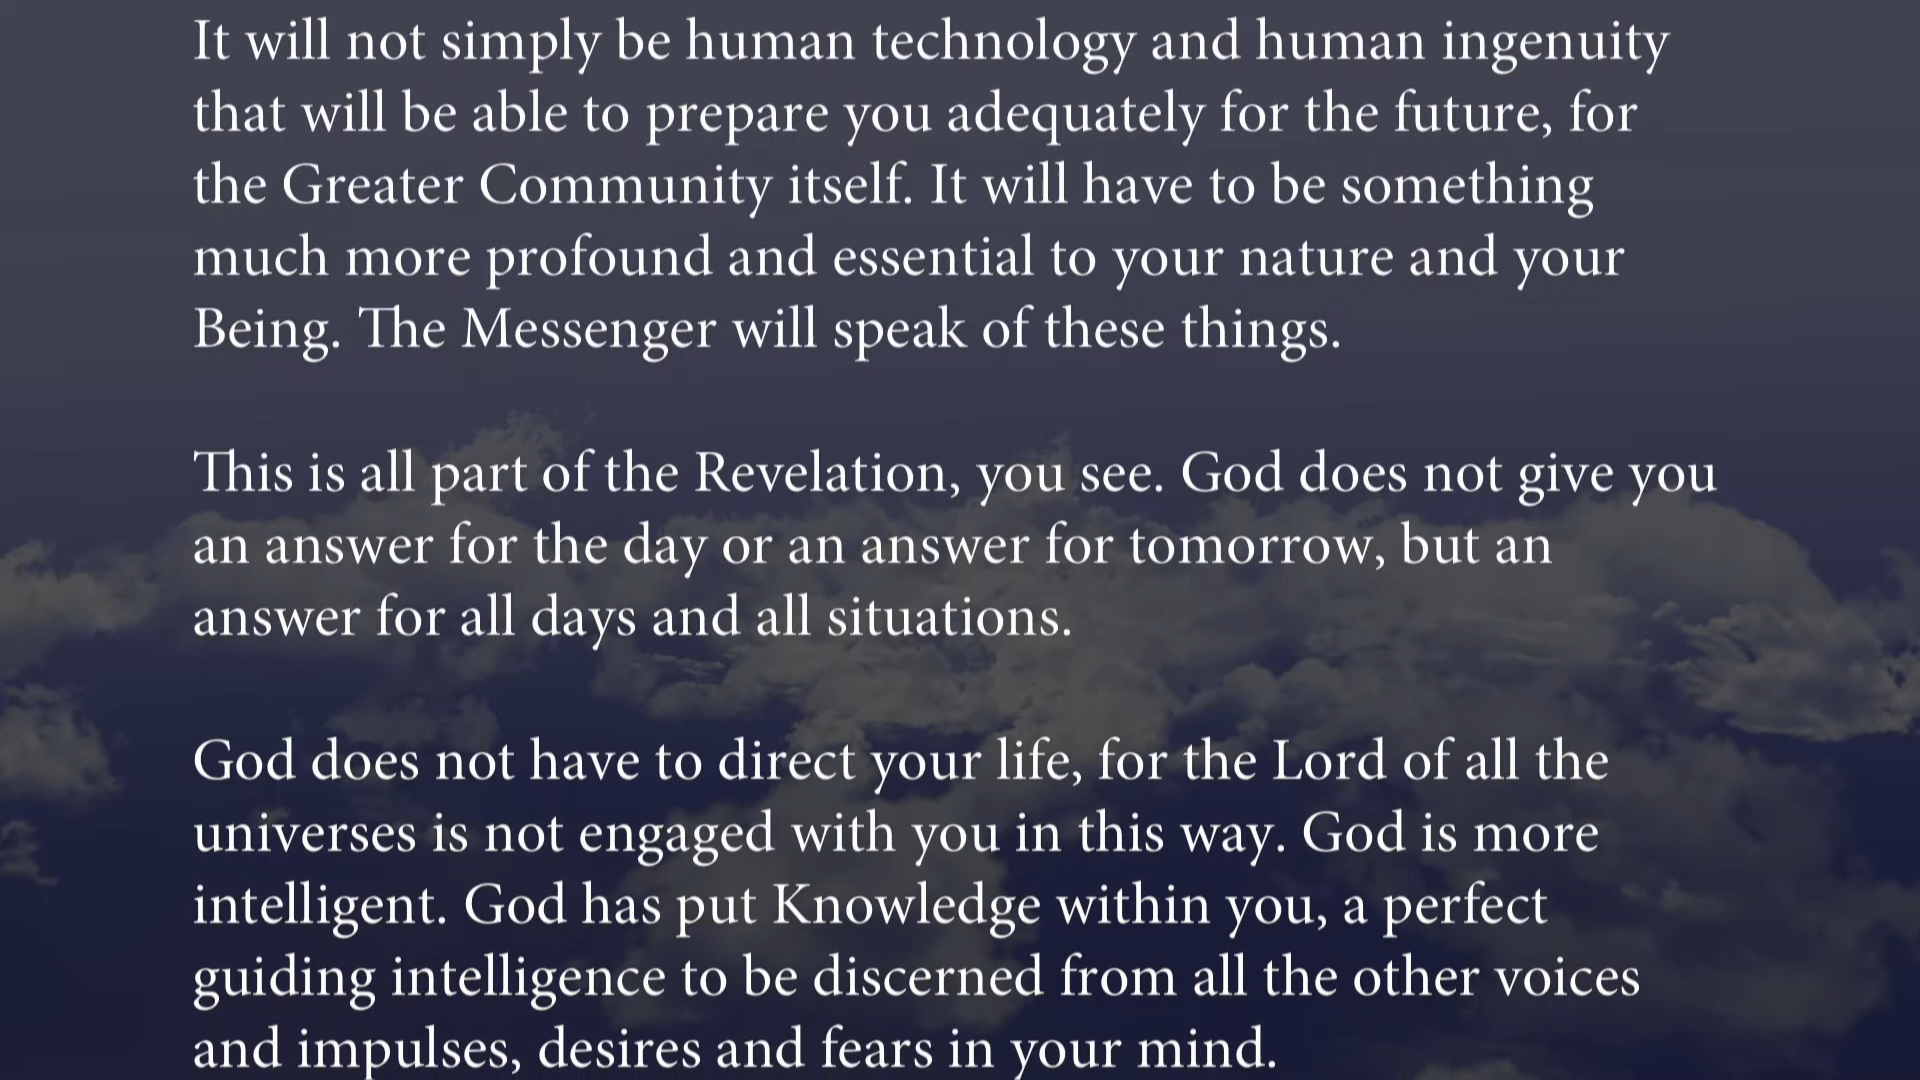 It will not simply be human technology and human ingenuity
that will be able to prepare you adequately for the future, for
the Greater Community itself. It will have to be something
much more profound and essential to your nature and your
Being. The Messenger will speak of these things.
This is all part of the Revelation, you see. God does not give you
an answer for the day or an answer for tomorrow, but an
answer for all days and all situations.
God does not have to direct your life, for the Lord of all the
universes is not engaged with you in this way. God is more
intelligent. God has put Knowledge within you, a perfect
guiding intelligence to be discerned from all the other voices
and impulses, desires and fears in your mind.